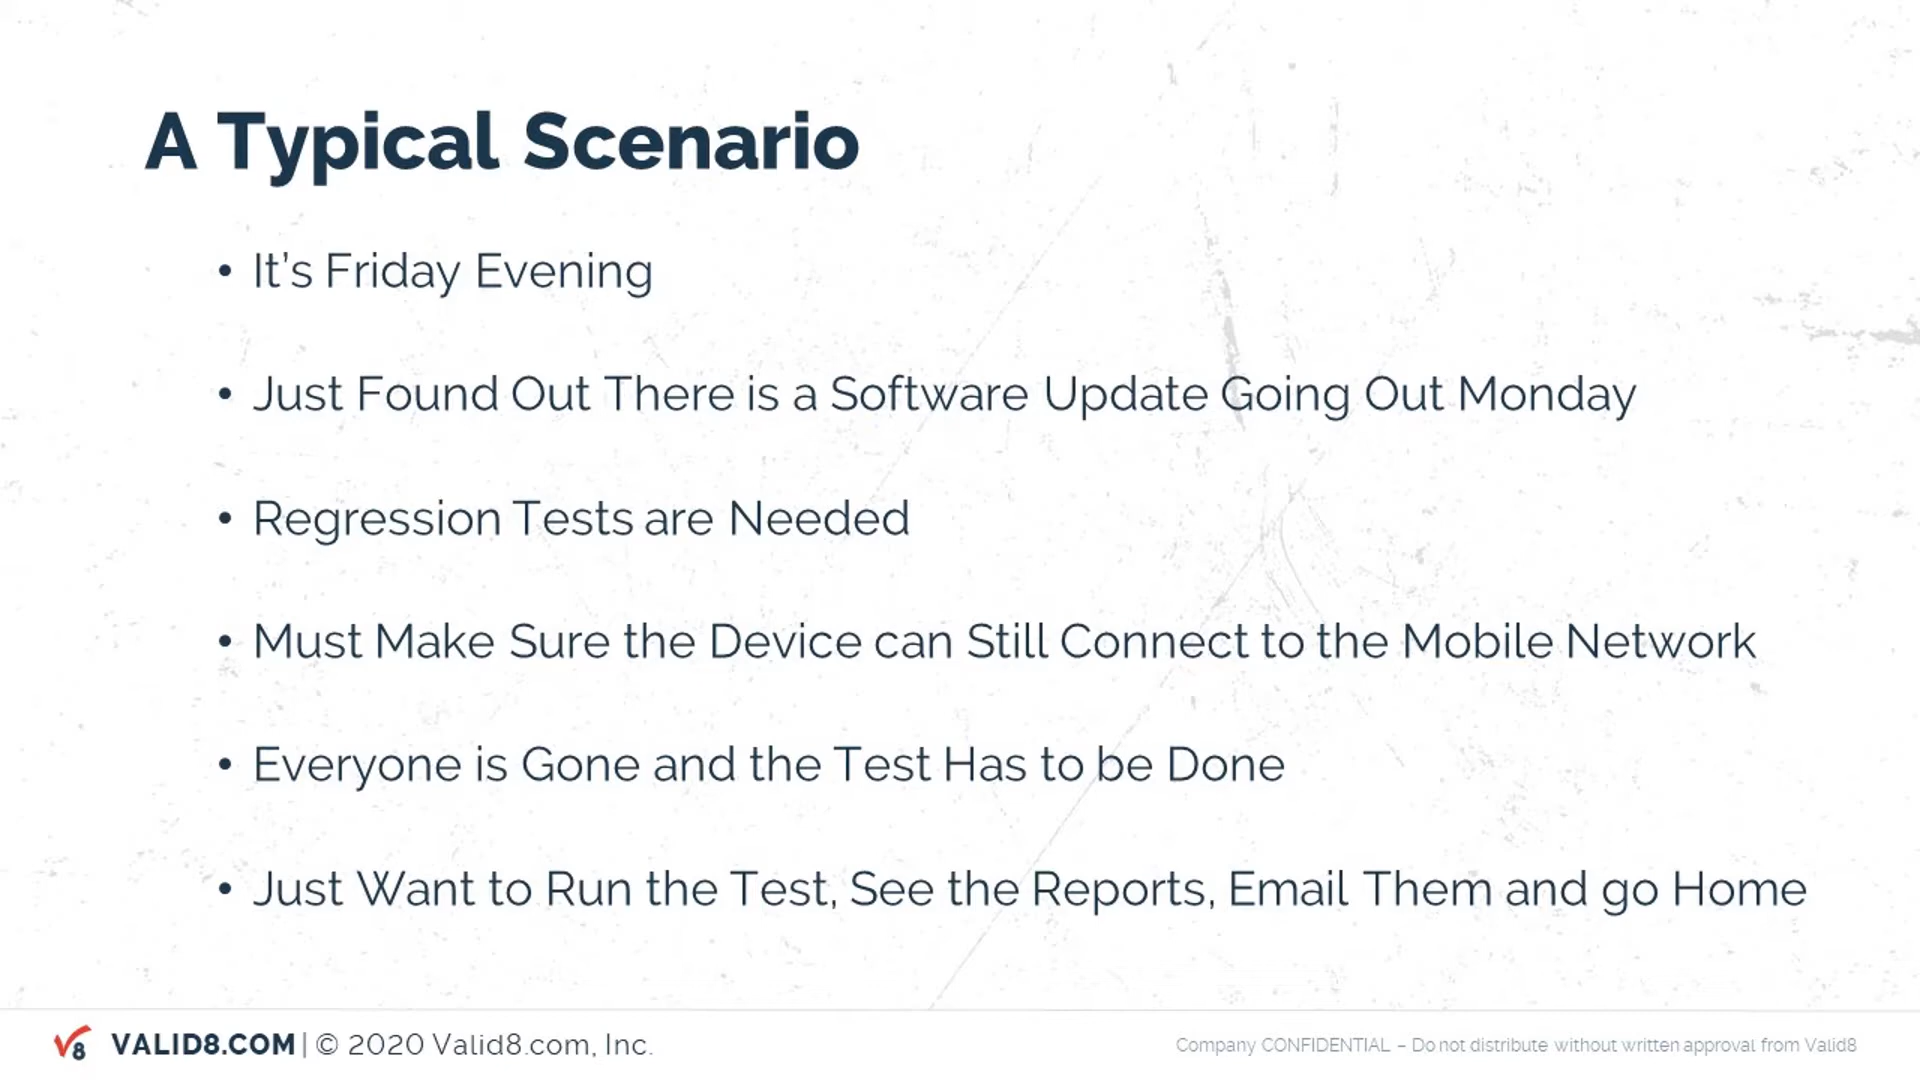 A Typical Scenario
• It’s Friday Evening
• Just Found Out There is a Software Update Going Out Monday
• Regression Tests are Needed
• Must Make Sure the Device can Still Connect to the Mobile Network
• Everyone is Gone and the Test Has to be Done
• Just Want to Run the Test, See the Reports, Email Them and go Home
V8 VALID8.COM | © 2020 Valid8.com, Inc.
Company CONFIDENTIAL – Do not distribute without written approval from Valid8